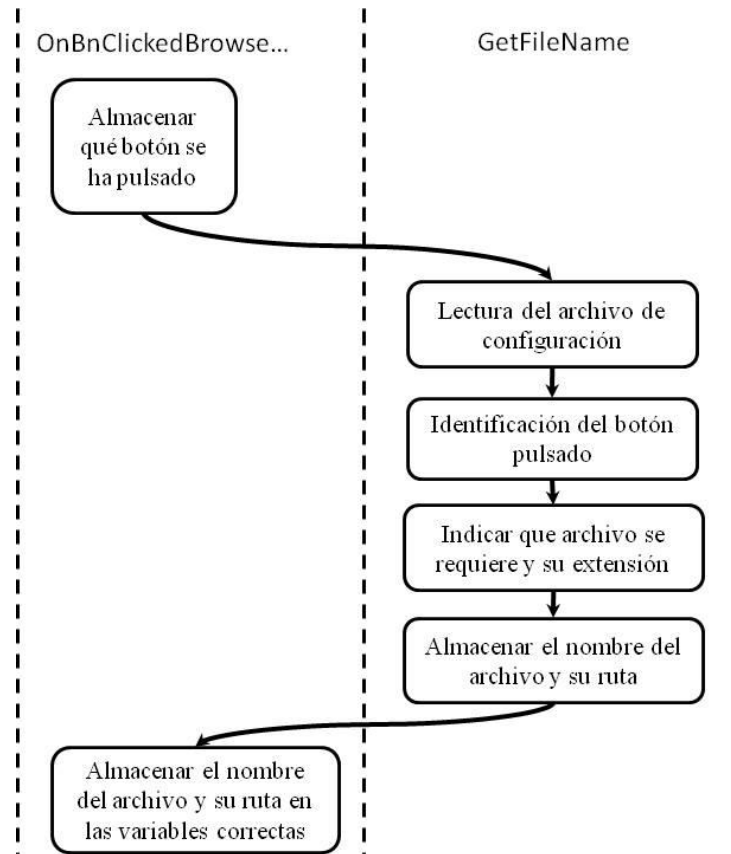 OnBnClickedBrowse...
GetFileName
Almacenar
qué botón se
ha pulsado
Lectura del archivo de
configuración
Identificación del botón
pulsado
Indicar que archivo se
requiere y su extensión
Almacenar el nombre del
archivo y su ruta
Almacenar el nombre
del archivo y su ruta en
las variables correctas